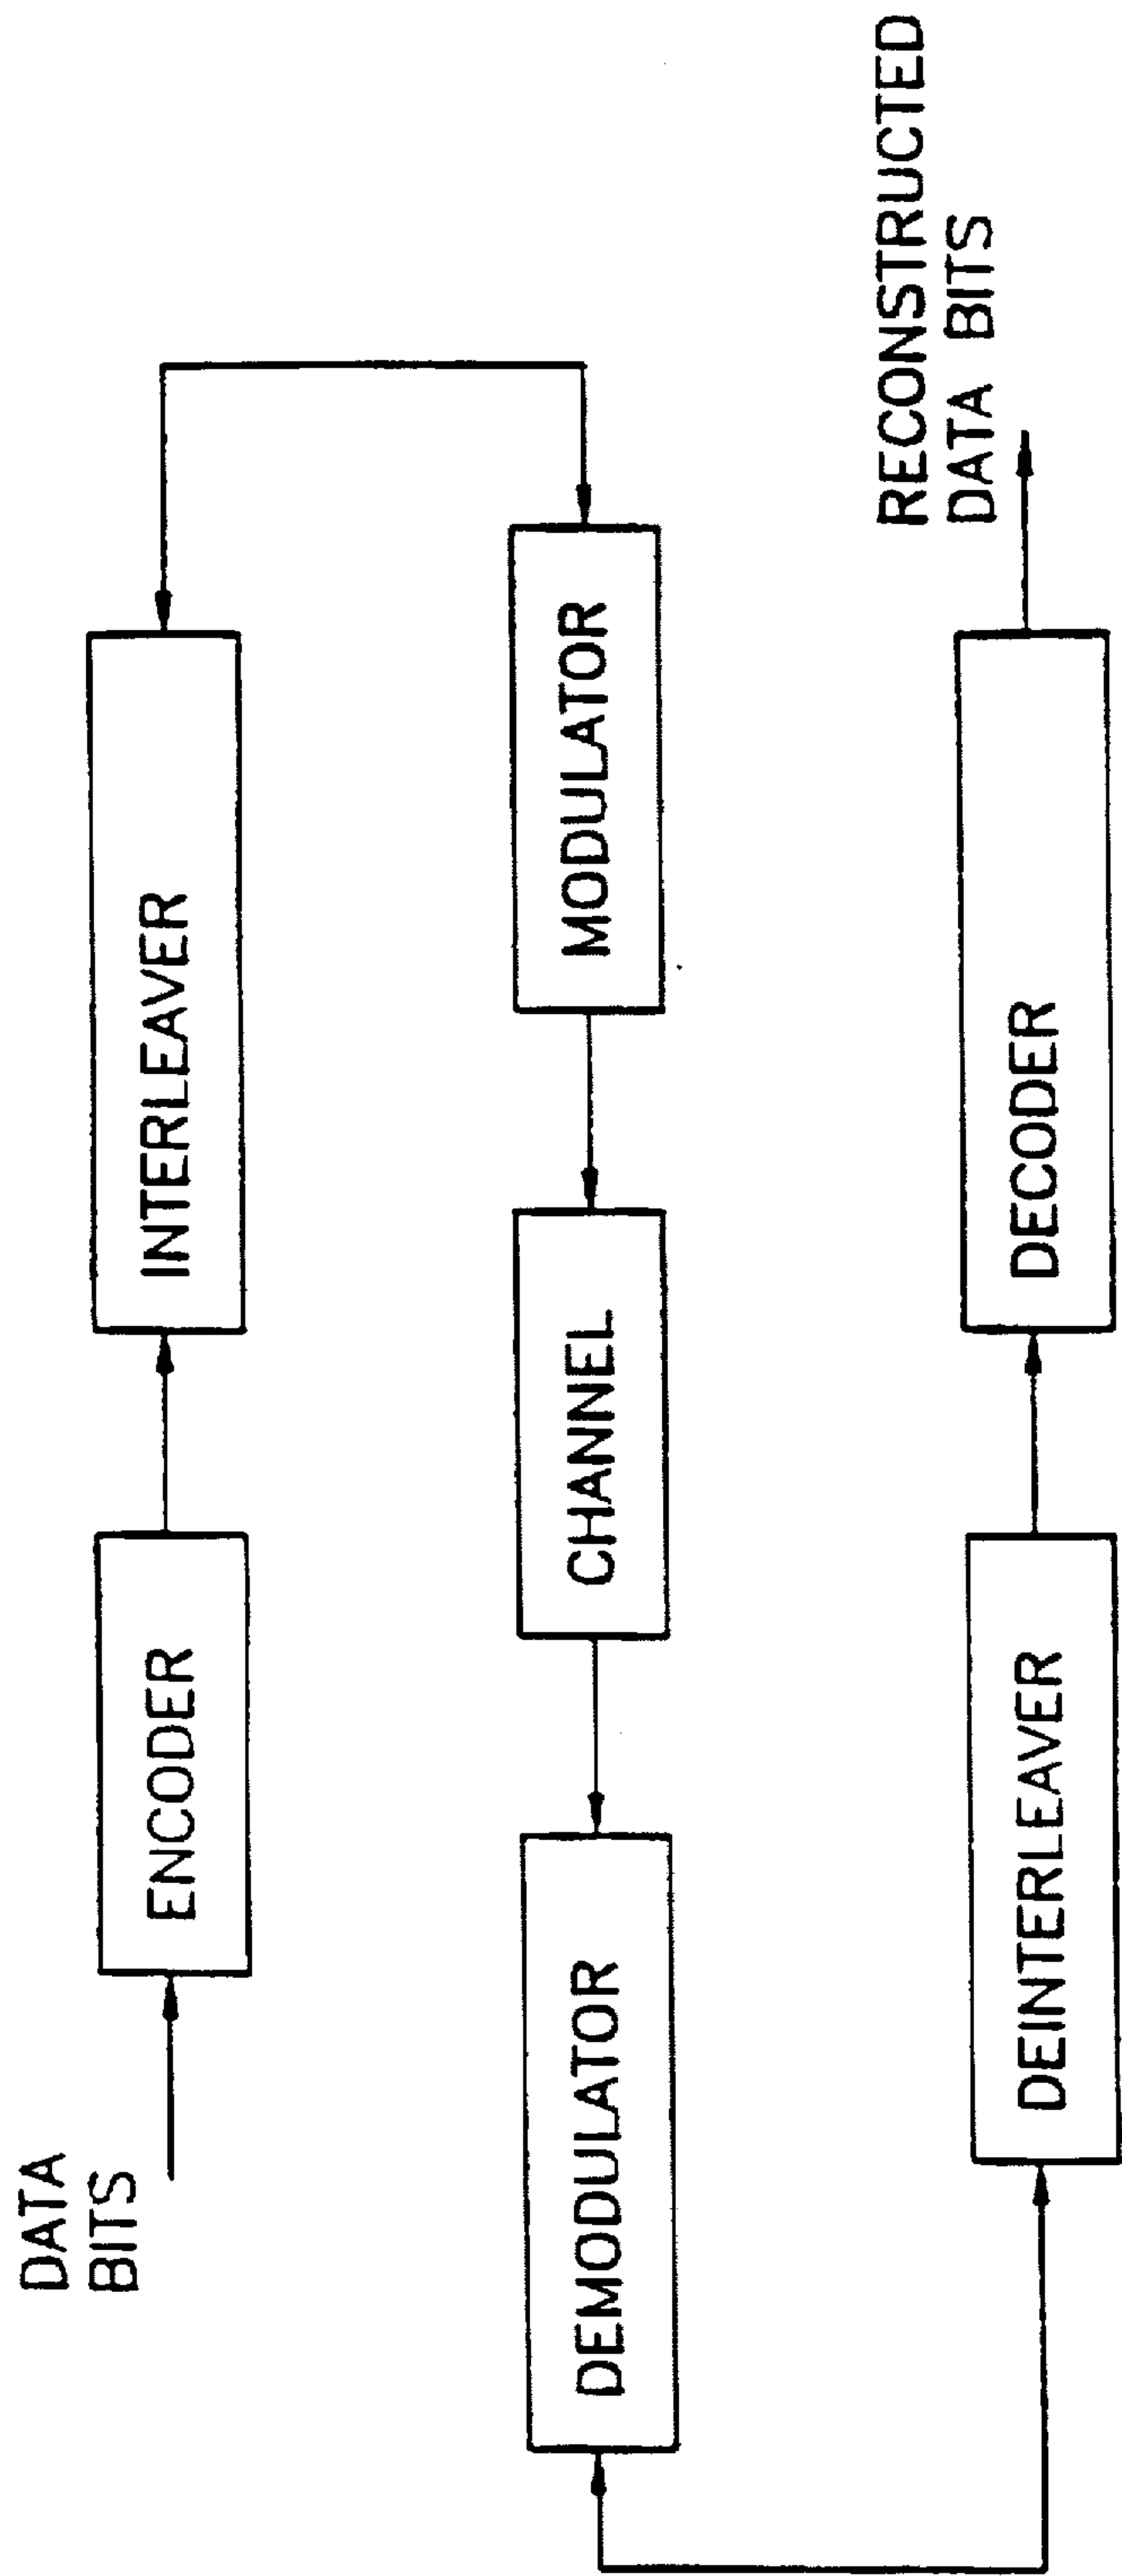 DATA
BITS
ENCODER
INTERLEAVER
MODULATOR
CHANNEL
DEMODULATOR
DEINTERLEAVER
DECODER
RECONSTRUCTED
DATA BITS